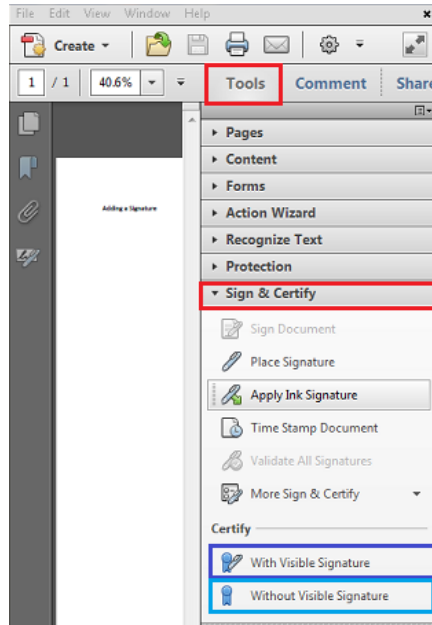 File Edit View Window Help x
Create
1 / 1 40.6% Tools Comment Share
Pages
Content
Forms
Adding a Signature Action Wizard
Recognize Text
Protection
Sign & Certify
Sign Document
Place Signature
Apply Ink Signature
Time Stamp Document
Validate All Signatures
More Sign & Certify
Certify
With Visible Signature
Without Visible Signature